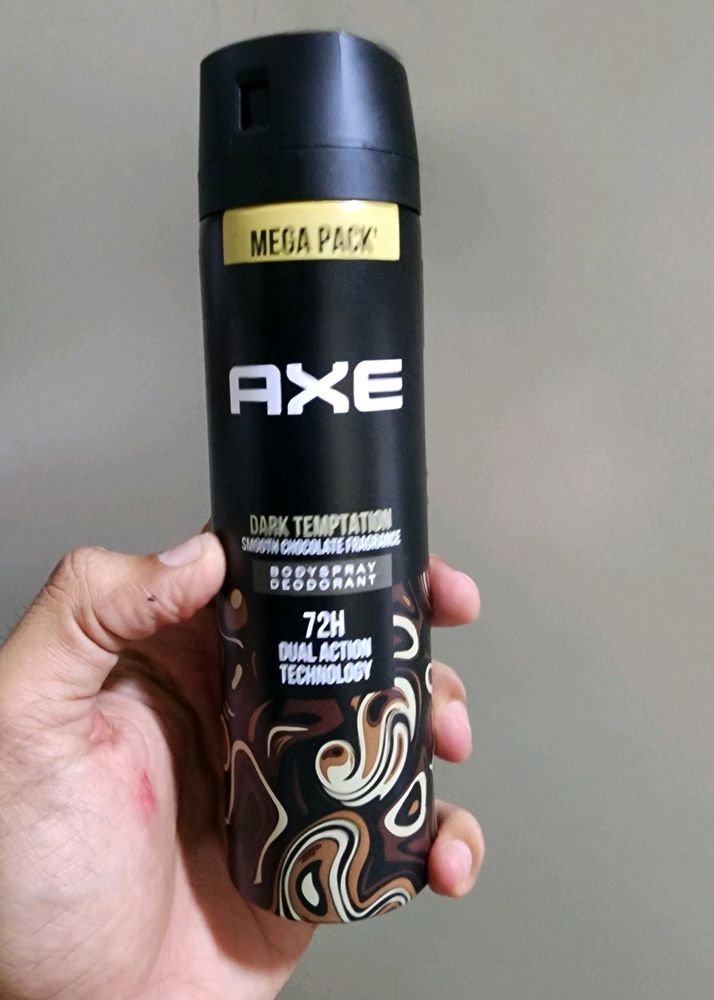 MEGA PACK†
AXE
DARK TEMPTATION
SMOOTH CHOCOLATE FRAGRANCE
BODYSPRAY
DEODORANT
72H
DUAL ACTION
TECHNOLOGY